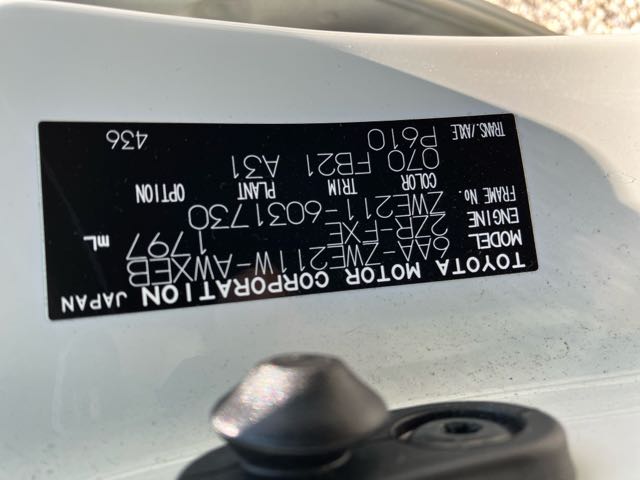 TOYOTA MOTOR CORPORATION JAPAN
MODEL 6AA-ZWE211W-AWXEB
ENGINE 2ZR-FXE 1797 mL
FRAME No. ZWE211-6031730
COLOR TRIM PLANT OPTION
070 FB21 A31
TRANS./AXLE P610
436